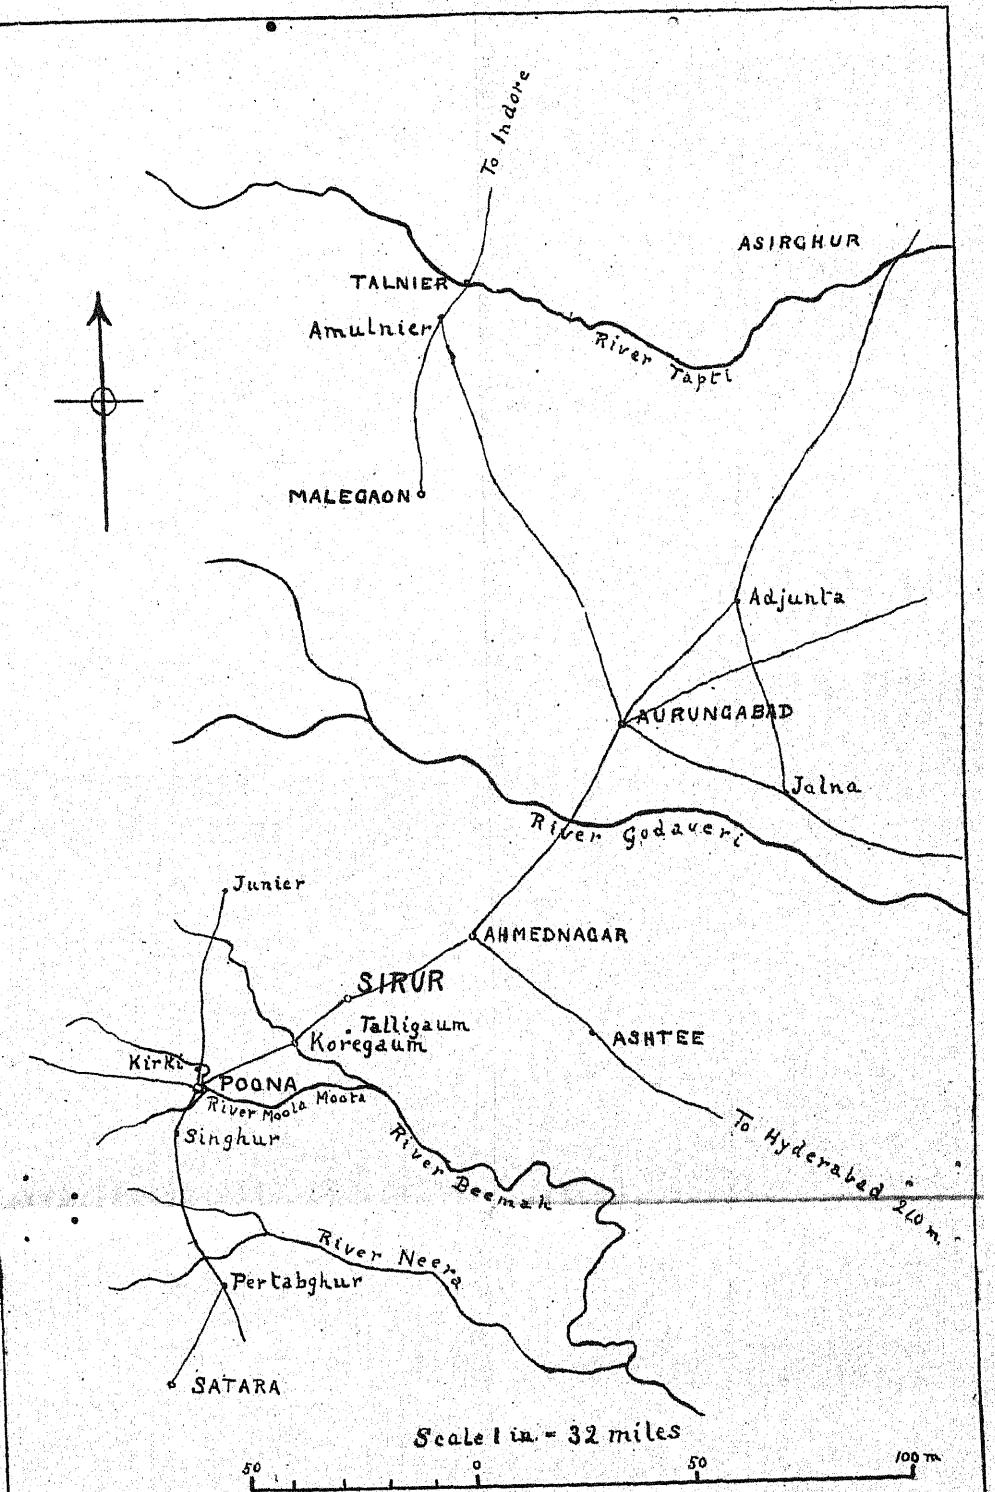 To Indore
ASIRGHUR
TALNIER
Amulnier
River Tapti
MALEGAON
Adjunta
AURUNGABAD
Jalna
River Godaveri
Junier
AHMEDNAGAR
SIRUR
Talligaum
Koregaum
ASHTEE
Kirki
POONA
River Moola Moota
To Hyderabad 210 m.
Singhur
River Beemah
River Neera
Pertabghur
SATARA
Scale 1 in. = 32 miles
50 0 50 100 m